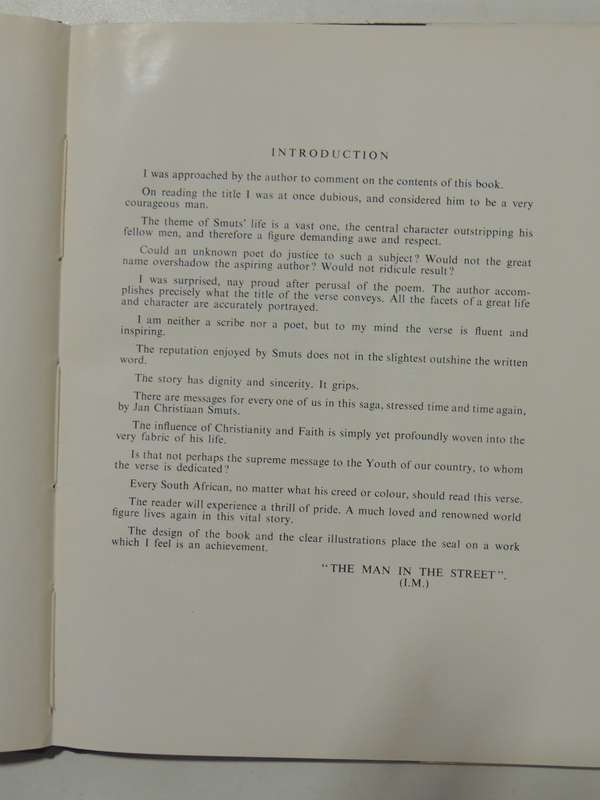 INTRODUCTION
I was approached by the author to comment on the contents of this book.
On reading the title I was at once dubious, and considered him to be a very
courageous man.
The theme of Smuts' life is a vast one, the central character outstripping his
fellow men, and therefore a figure demanding awe and respect.
Could an unknown poet do justice to such a subject? Would not the great
name overshadow the aspiring author? Would not ridicule result?
I was surprised, nay proud after perusal of the poem. The author accom-
plishes precisely what the title of the verse conveys. All the facets of a great life
and character are accurately portrayed.
I am neither a scribe nor a poet, but to my mind the verse is fluent and
inspiring.
The reputation enjoyed by Smuts does not in the slightest outshine the written
word.
The story has dignity and sincerity. It grips.
There are messages for every one of us in this saga, stressed time and time again,
by Jan Christiaan Smuts.
The influence of Christianity and Faith is simply yet profoundly woven into the
very fabric of his life.
Is that not perhaps the supreme message to the Youth of our country, to whom
the verse is dedicated?
Every South African, no matter what his creed or colour, should read this verse.
The reader will experience a thrill of pride. A much loved and renowned world
figure lives again in this vital story.
The design of the book and the clear illustrations place the seal on a work
which I feel is an achievement.
"THE MAN IN THE STREET".
(I.M.)